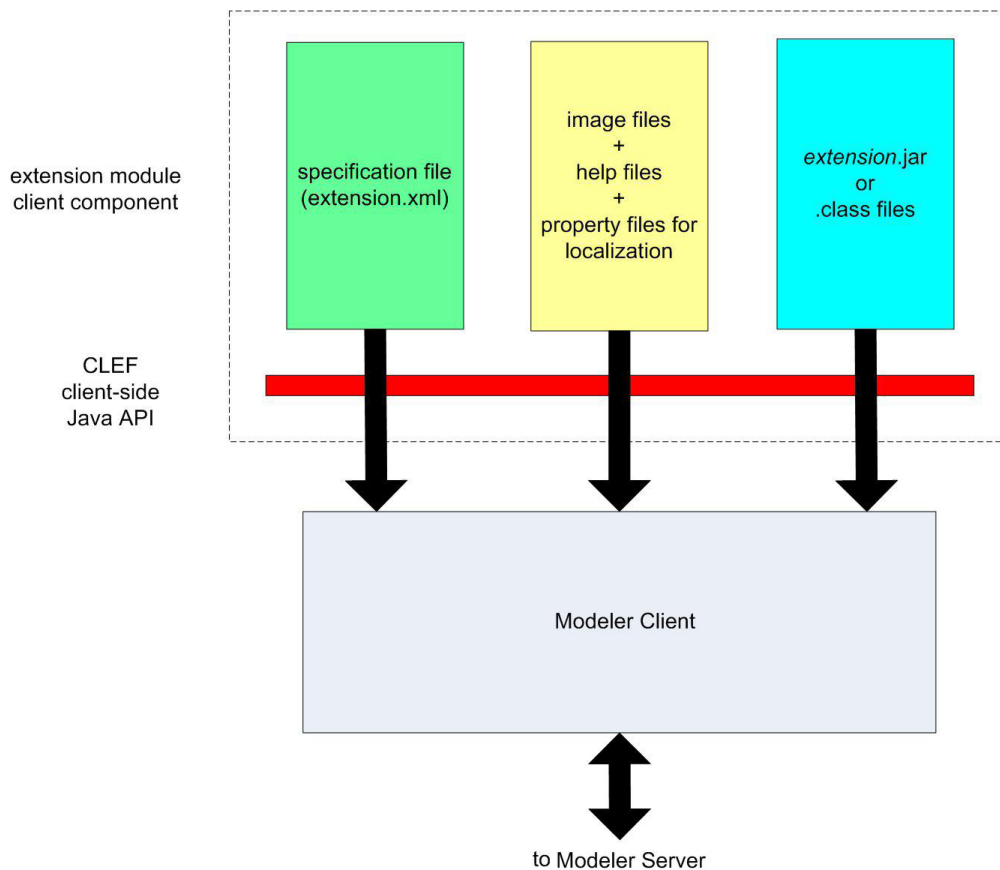 extension module
client component
specification file
(extension.xml)
image files
+
help files
+
property files for
localization
extension.jar
or
.class files
CLEF
client-side
Java API
Modeler Client
to Modeler Server